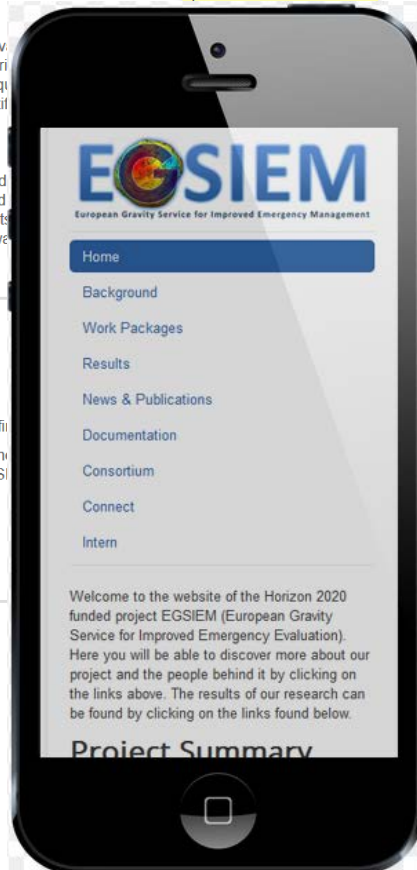 EGSIEM
European Gravity Service for Improved Emergency Management
Home
Background
Work Packages
Results
News & Publications
Documentation
Consortium
Connect
Intern
Welcome to the website of the Horizon 2020
funded project EGSIEM (European Gravity
Service for Improved Emergency Evaluation).
Here you will be able to discover more about our
project and the people behind it by clicking on
the links above. The results of our research can
be found by clicking on the links found below.
Project Summary